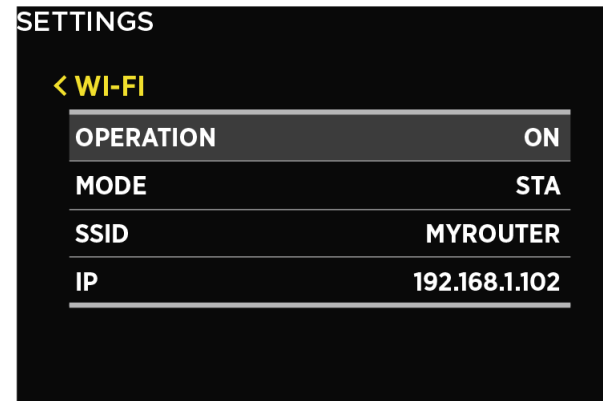 SETTINGS
< WI-FI
OPERATION ON
MODE STA
SSID MYROUTER
IP 192.168.1.102